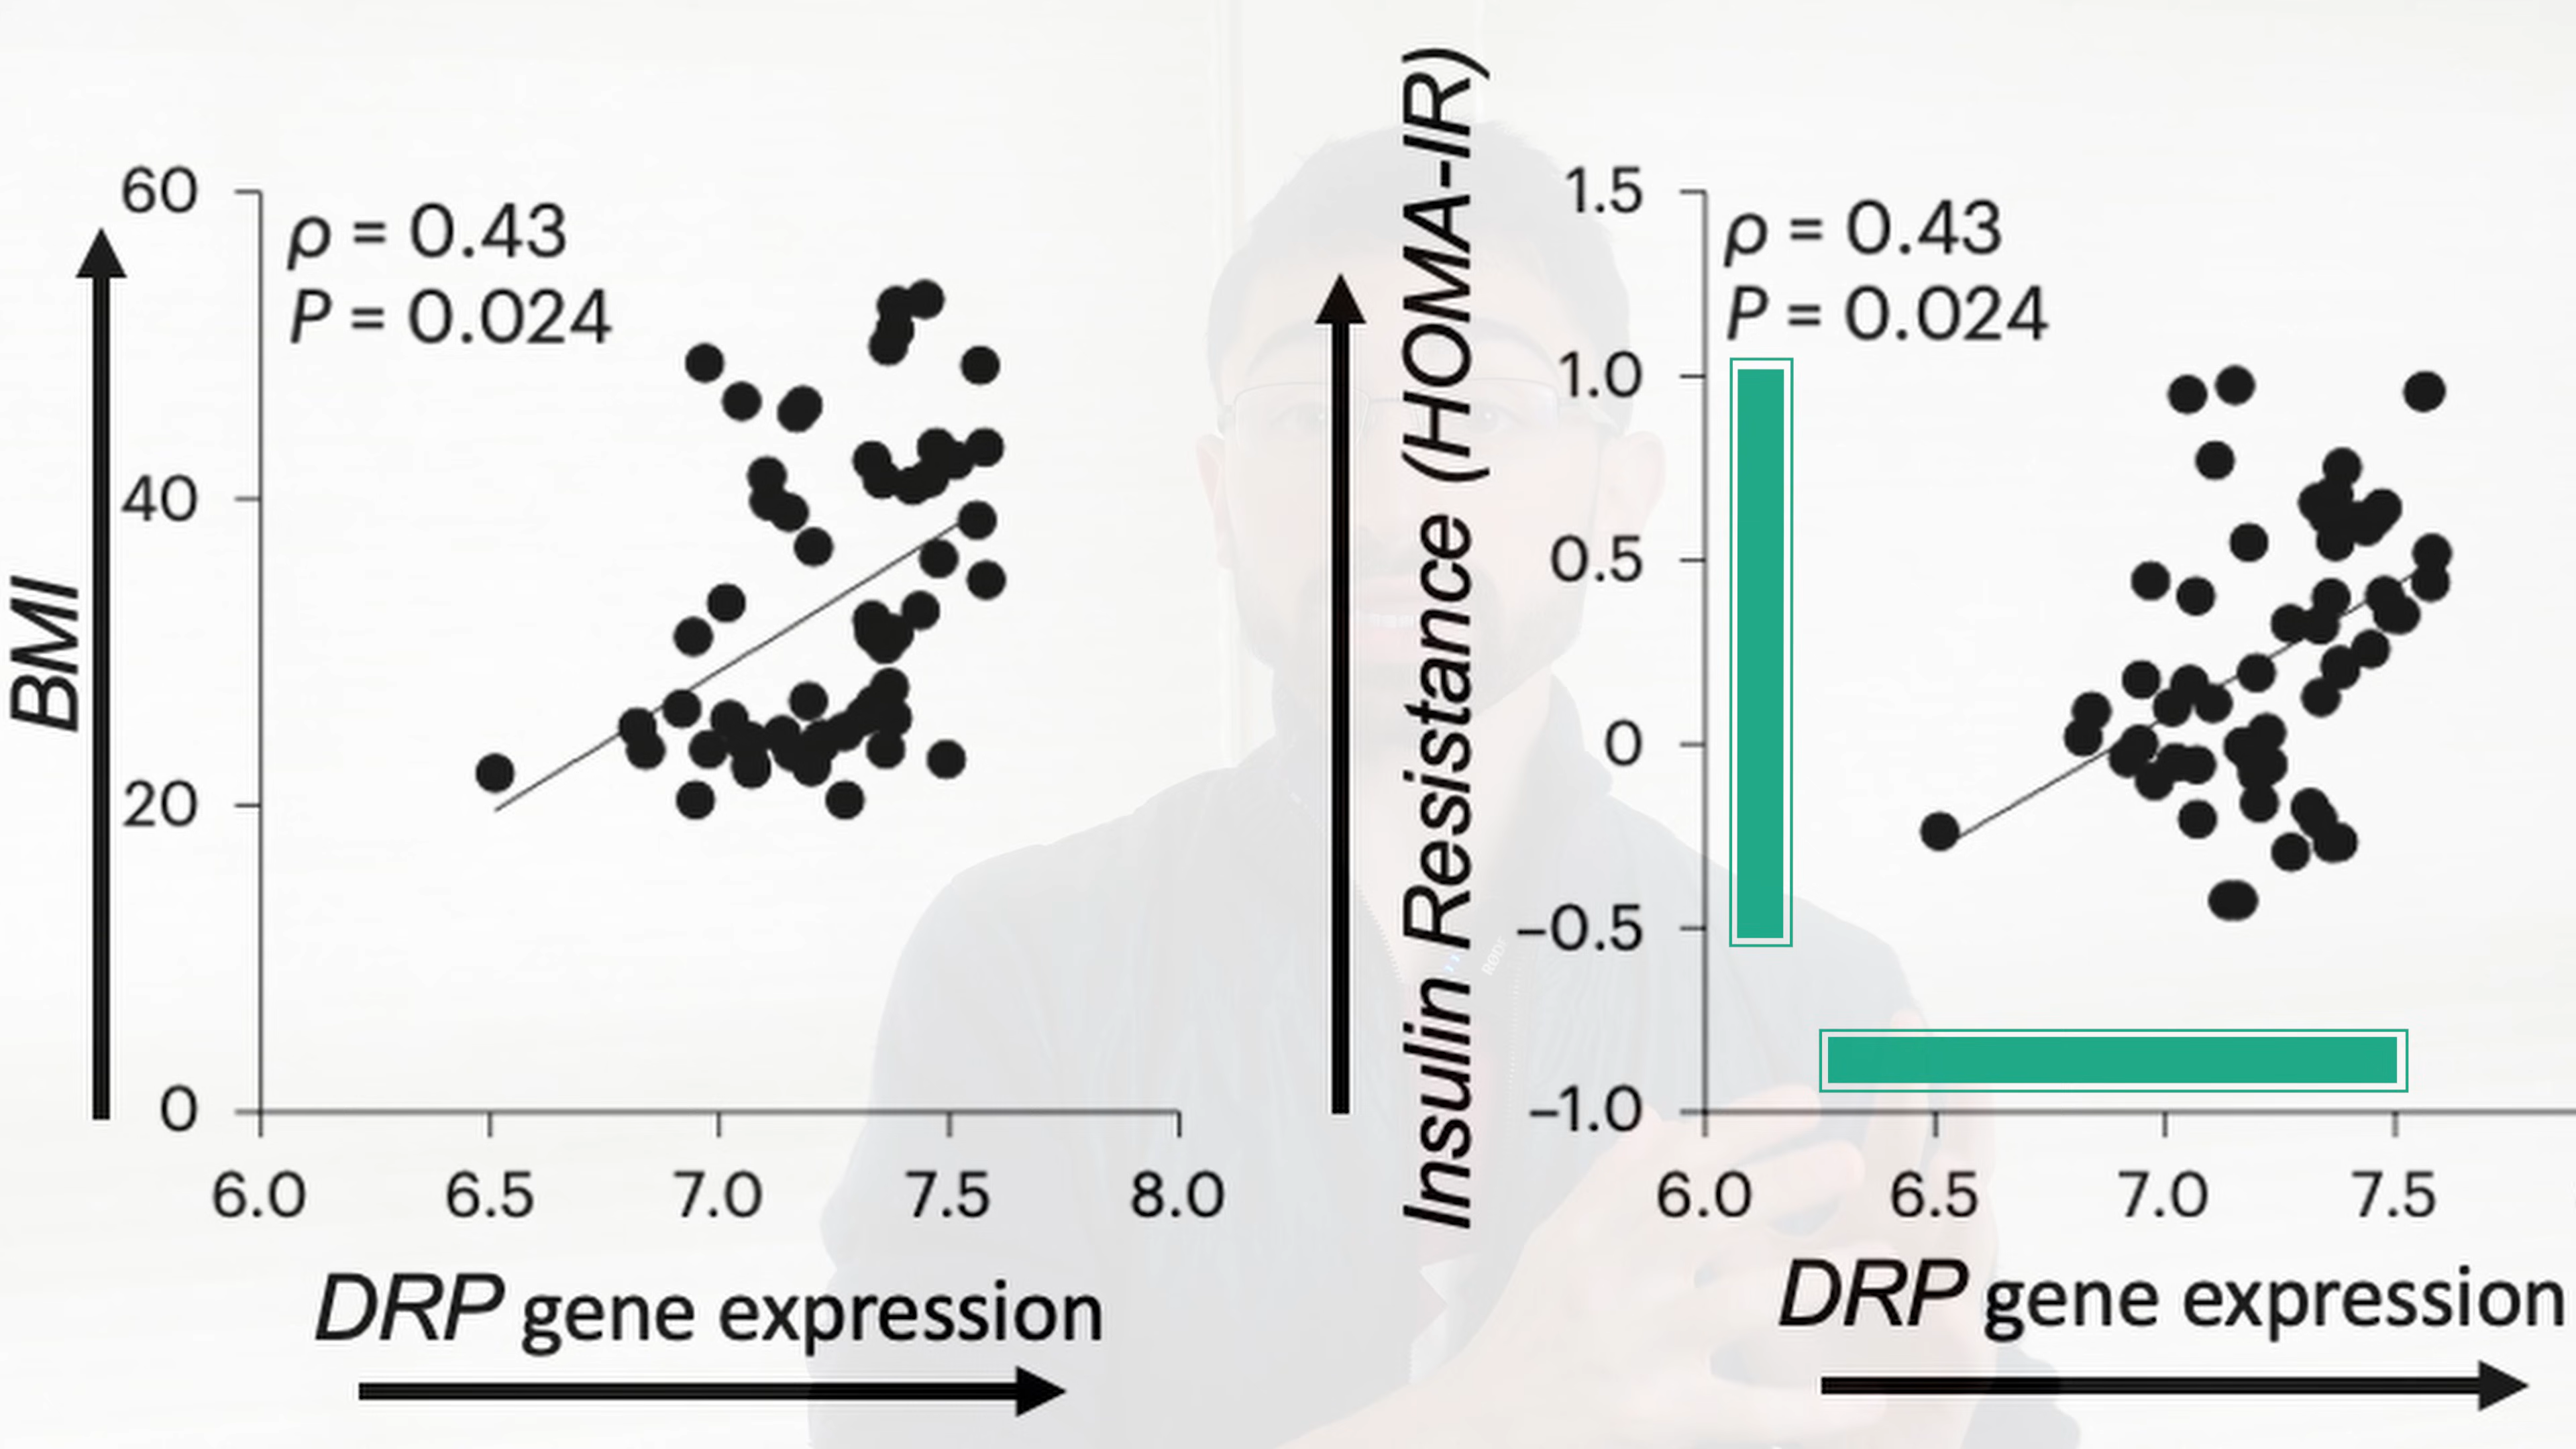 BMI
60
40
20
0
ρ = 0.43
P = 0.024
6.0 6.5 7.0 7.5 8.0
DRP gene expression
Insulin Resistance (HOMA-IR)
1.5
1.0
0.5
0
–0.5
–1.0
ρ = 0.43
P = 0.024
6.0 6.5 7.0 7.5
DRP gene expression
RØDE